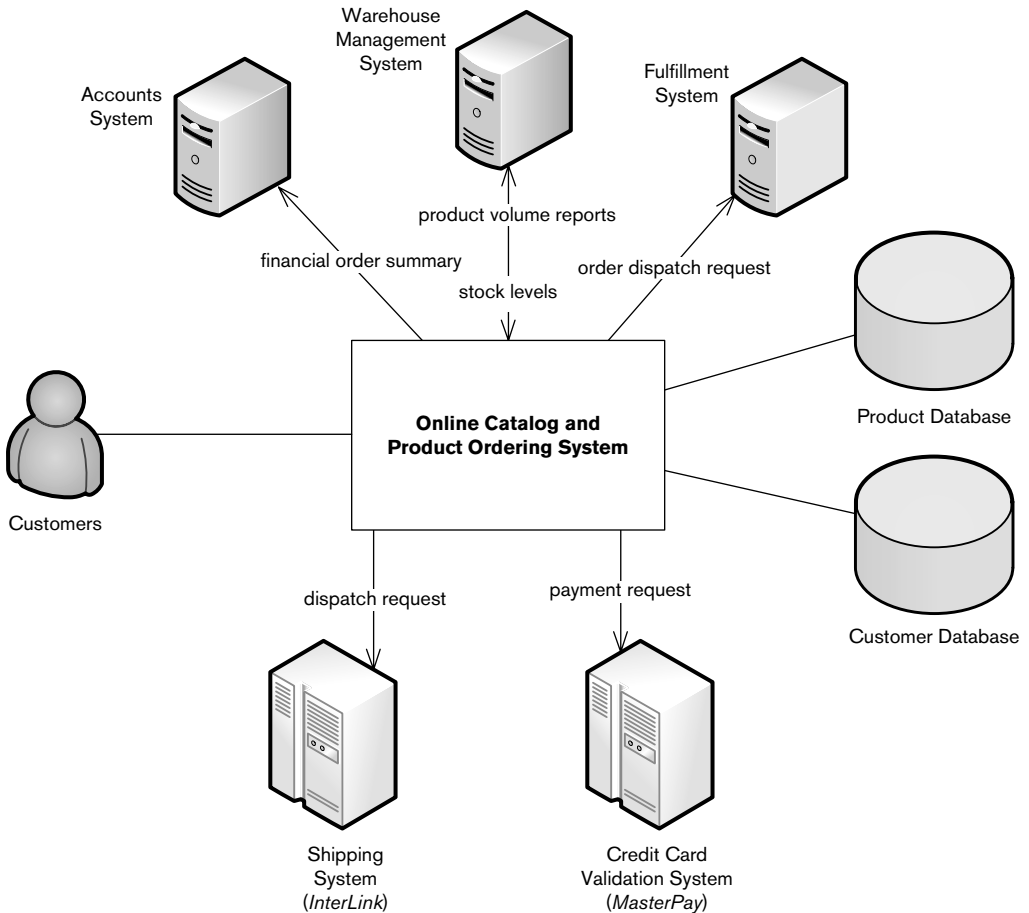 Warehouse
Management
System
Accounts
System
Fulfillment
System
product volume reports
financial order summary
order dispatch request
stock levels
Online Catalog and
Product Ordering System
Product Database
Customers
Customer Database
dispatch request
payment request
Shipping
System
(InterLink)
Credit Card
Validation System
(MasterPay)